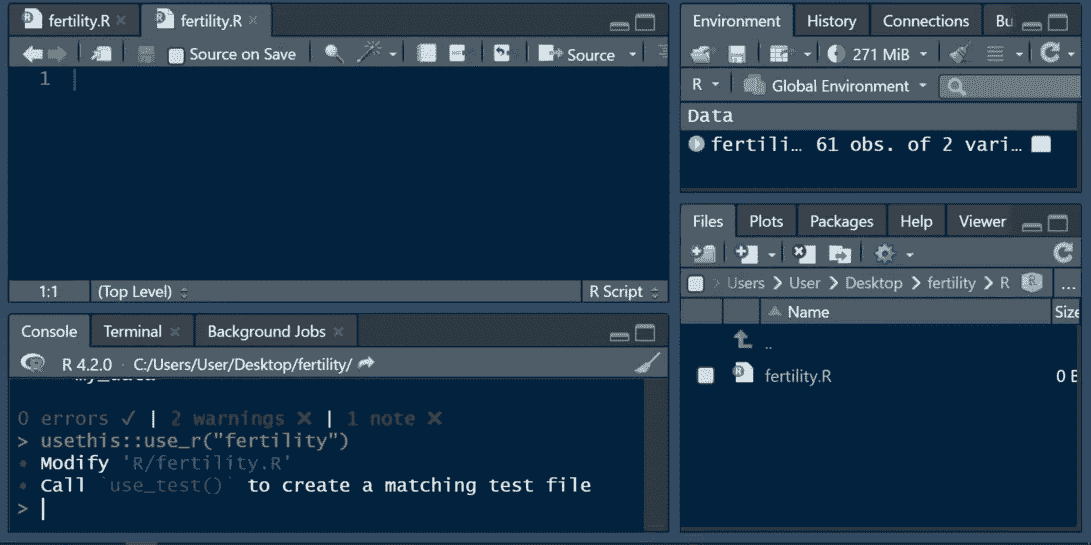 fertility.R
fertility.R
Source on Save
Source
1
1:1
(Top Level)
R Script
Console
Terminal
Background Jobs
R 4.2.0 · C:/Users/User/Desktop/fertility/
my_data
0 errors ✓ | 2 warnings ✖ | 1 note ✖
> usethis::use_r("fertility")
• Modify 'R/fertility.R'
• Call `use_test()` to create a matching test file
>
Environment
History
Connections
Bu
271 MiB
R
Global Environment
Data
fertili… 61 obs. of 2 vari…
Files
Plots
Packages
Help
Viewer
Users > User > Desktop > fertility > R
...
Name
Size
..
fertility.R
0 B